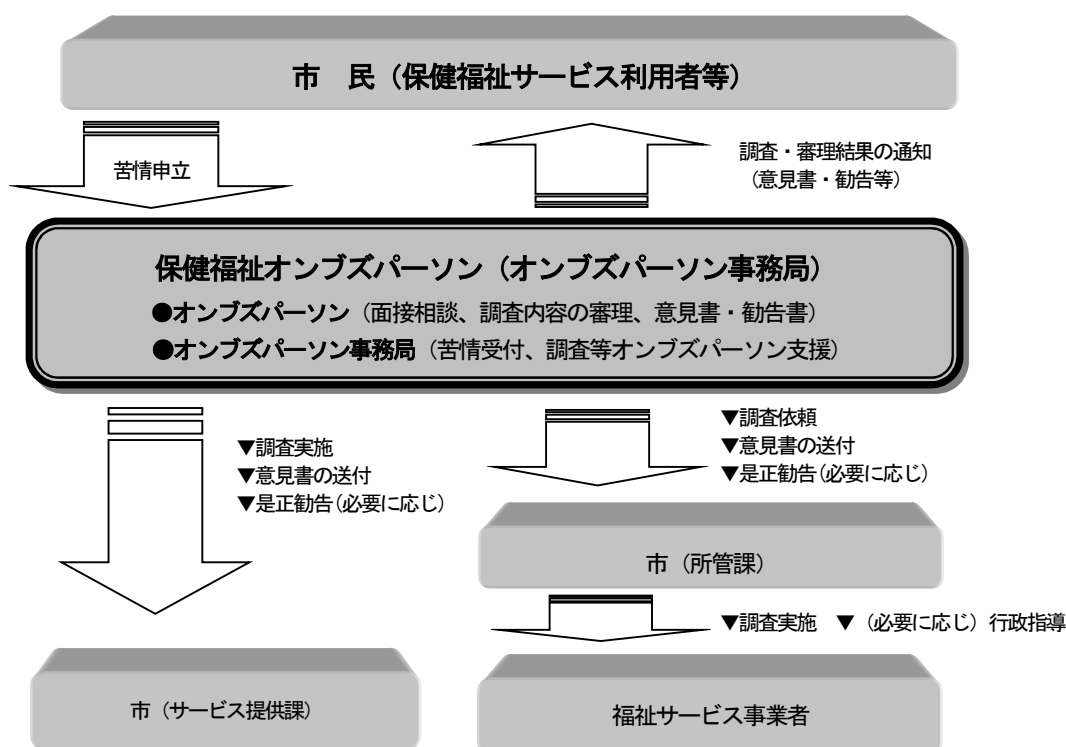 市　民（保健福祉サービス利用者等）
苦情申立
調査・審理結果の通知
（意見書・勧告等）
保健福祉オンブズパーソン（オンブズパーソン事務局）
●オンブズパーソン（面接相談、調査内容の審理、意見書・勧告書）
●オンブズパーソン事務局（苦情受付、調査等オンブズパーソン支援）
▼調査実施
▼意見書の送付
▼是正勧告（必要に応じ）
▼調査依頼
▼意見書の送付
▼是正勧告（必要に応じ）
市（所管課）
▼調査実施　▼（必要に応じ）行政指導
市（サービス提供課）
福祉サービス事業者